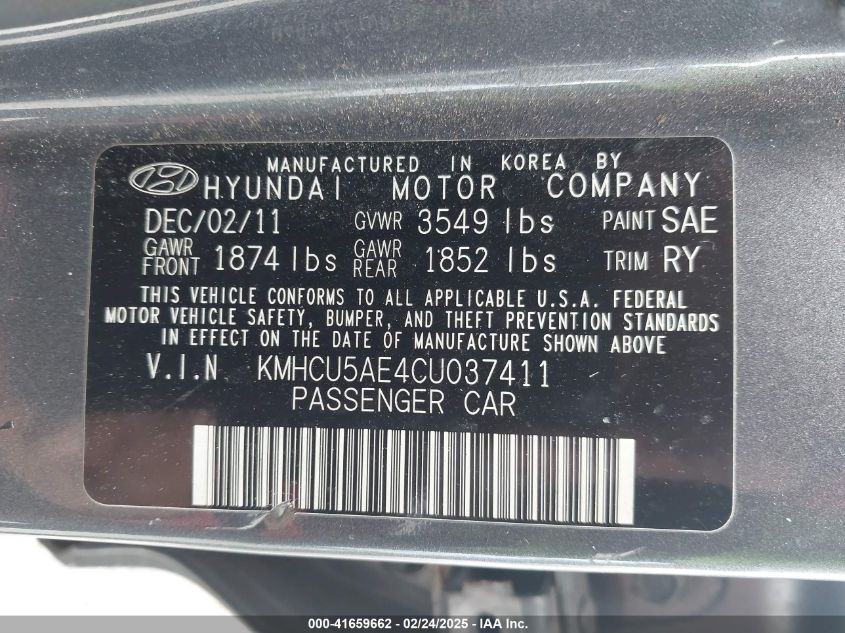 MANUFACTURED IN KOREA BY
HYUNDAI MOTOR COMPANY
DEC/02/11 GVWR 3549 lbs PAINT SAE
GAWR FRONT 1874 lbs GAWR REAR 1852 lbs TRIM RY
THIS VEHICLE CONFORMS TO ALL APPLICABLE U.S.A. FEDERAL
MOTOR VEHICLE SAFETY, BUMPER, AND THEFT PREVENTION STANDARDS
IN EFFECT ON THE DATE OF MANUFACTURE SHOWN ABOVE
V.I.N KMHCU5AE4CU037411
PASSENGER CAR
000-41659662 - 02/24/2025 - IAA Inc.